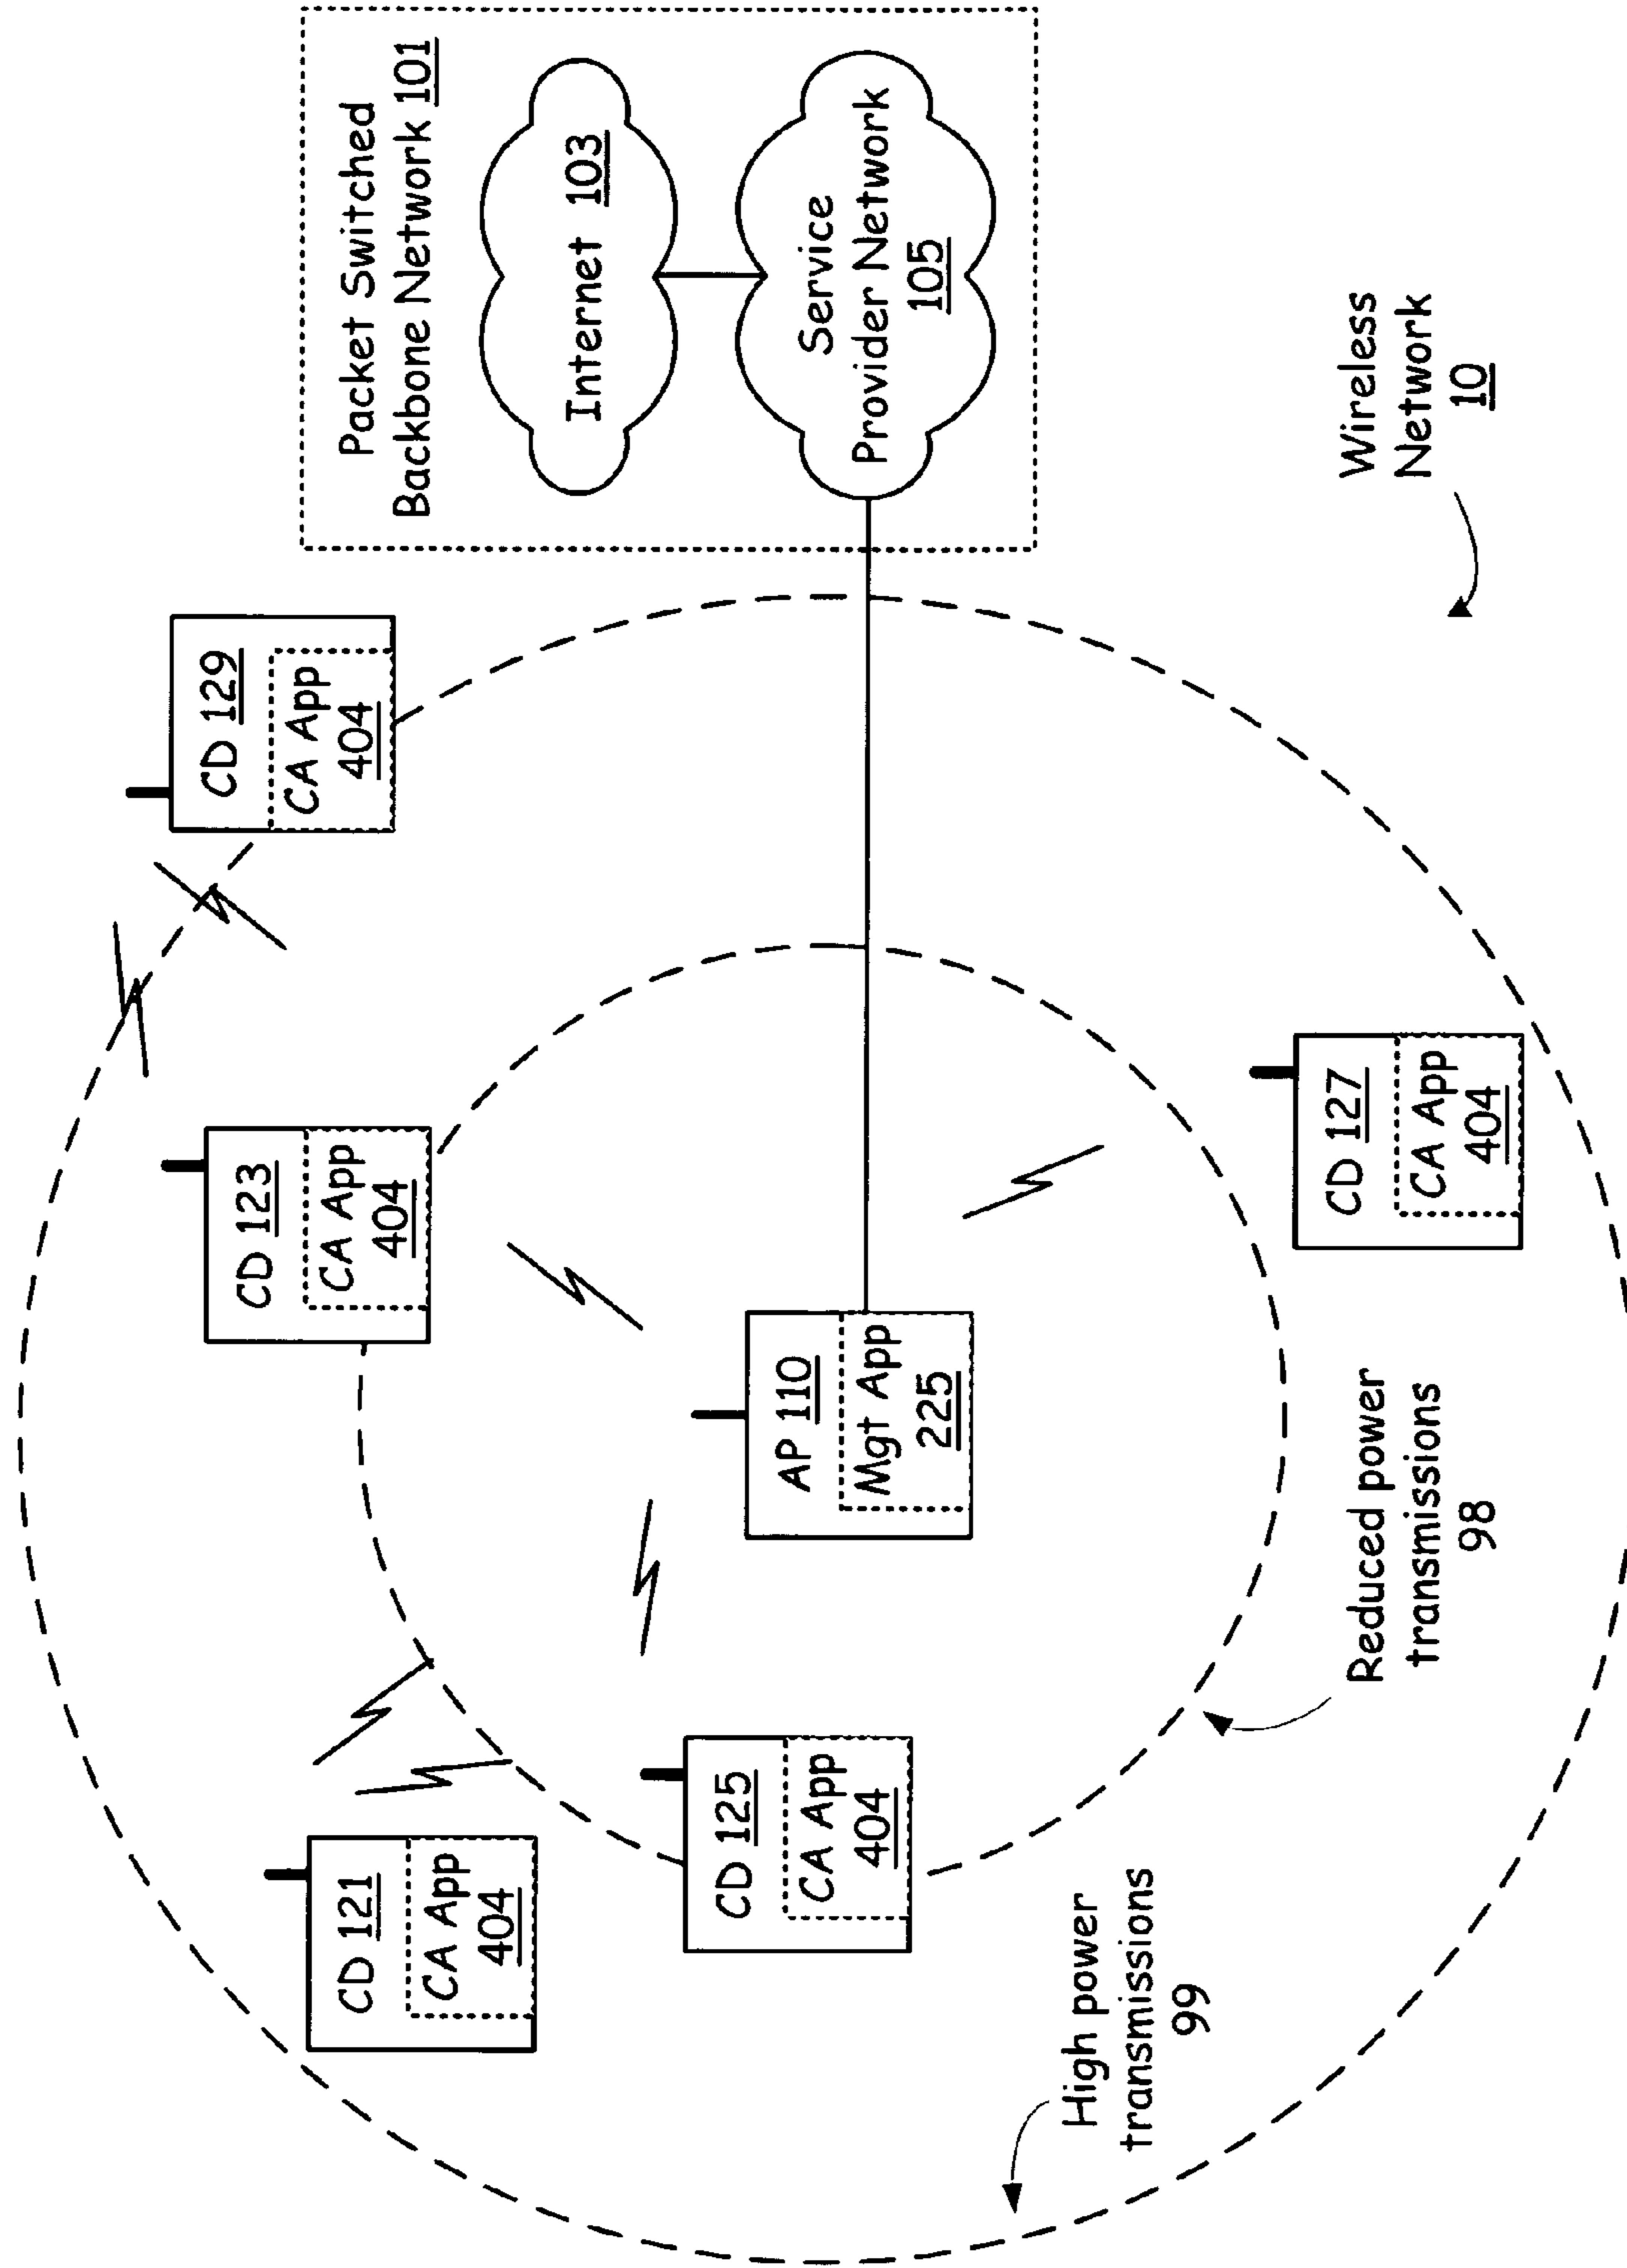 Packet Switched
Backbone Network 101
Internet 103
Service
Provider Network
105
CD 129
CA App
404
CD 123
CA App
404
CD 121
CA App
404
CD 125
CA App
404
AP 110
Mgt App
225
CD 127
CA App
404
High power
transmissions
99
Reduced power
transmissions
98
Wireless
Network
10